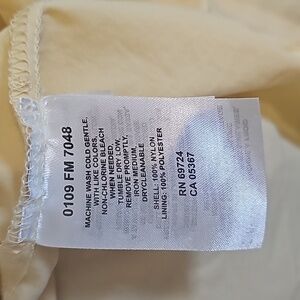 0109 FM 7048
MACHINE WASH COLD GENTLE,
WITH LIKE COLORS,
NON-CHLORINE BLEACH
WHEN NEEDED,
TUMBLE DRY LOW,
REMOVE PROMPTLY,
IRON MEDIUM,
DRYCLEANABLE
SHELL: 100% NYLON
LINING: 100% POLYESTER
RN 69724
CA 05367